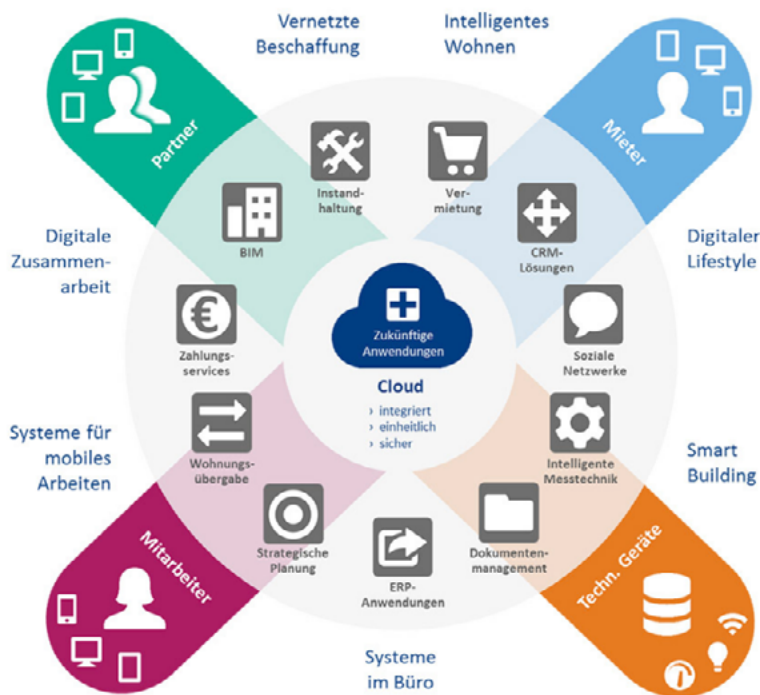 Vernetzte
Beschaffung
Intelligentes
Wohnen
Partner
Mieter
Instand-
haltung
Ver-
mietung
BIM
CRM-
Lösungen
Digitale
Zusammen-
arbeit
Digitaler
Lifestyle
Zukünftige
Anwendungen
Zahlungs-
services
Soziale
Netzwerke
Cloud
› integriert
› einheitlich
› sicher
Systeme für
mobiles
Arbeiten
Wohnungs-
übergabe
Intelligente
Messtechnik
Smart
Building
Strategische
Planung
Dokumenten-
management
ERP-
Anwendungen
Mitarbeiter
Techn. Geräte
Systeme
im Büro